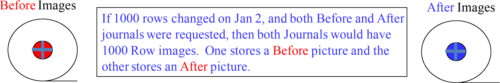 Before Images
If 1000 rows changed on Jan 2, and both Before and After
journals were requested, then both Journals would have
1000 Row images. One stores a Before picture and the
other stores an After picture.
After Images